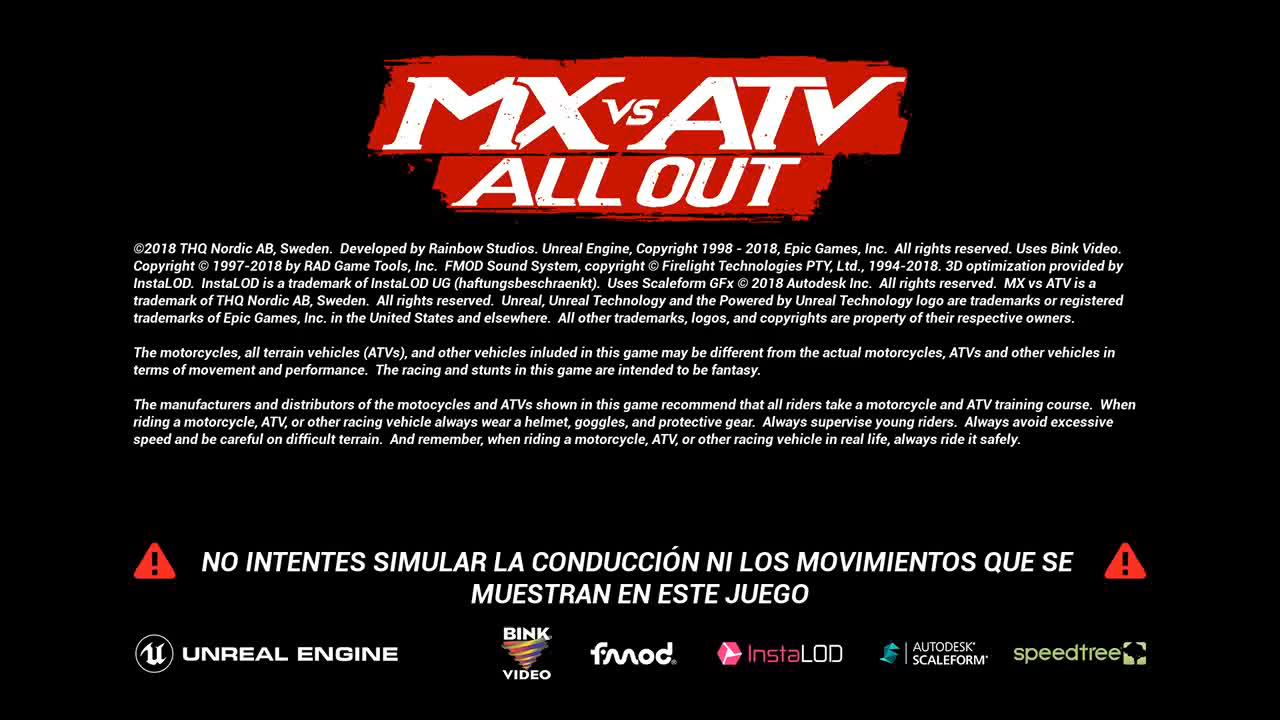 MX vs ATV
ALL OUT
©2018 THQ Nordic AB, Sweden.  Developed by Rainbow Studios. Unreal Engine, Copyright 1998 - 2018, Epic Games, Inc.  All rights reserved. Uses Bink Video.
Copyright © 1997-2018 by RAD Game Tools, Inc.  FMOD Sound System, copyright © Firelight Technologies PTY, Ltd., 1994-2018. 3D optimization provided by
InstaLOD.  InstaLOD is a trademark of InstaLOD UG (haftungsbeschraenkt).  Uses Scaleform GFx © 2018 Autodesk Inc.  All rights reserved.  MX vs ATV is a
trademark of THQ Nordic AB, Sweden.  All rights reserved.  Unreal, Unreal Technology and the Powered by Unreal Technology logo are trademarks or registered
trademarks of Epic Games, Inc. in the United States and elsewhere.  All other trademarks, logos, and copyrights are property of their respective owners.
The motorcycles, all terrain vehicles (ATVs), and other vehicles inluded in this game may be different from the actual motorcycles, ATVs and other vehicles in
terms of movement and performance.  The racing and stunts in this game are intended to be fantasy.
The manufacturers and distributors of the motocycles and ATVs shown in this game recommend that all riders take a motorcycle and ATV training course.  When
riding a motorcycle, ATV, or other racing vehicle always wear a helmet, goggles, and protective gear.  Always supervise young riders.  Always avoid excessive
speed and be careful on difficult terrain.  And remember, when riding a motorcycle, ATV, or other racing vehicle in real life, always ride it safely.
NO INTENTES SIMULAR LA CONDUCCIÓN NI LOS MOVIMIENTOS QUE SE
MUESTRAN EN ESTE JUEGO
UNREAL ENGINE
BINK
VIDEO
fmod®
InstaLOD
AUTODESK®
SCALEFORM®
speedtree